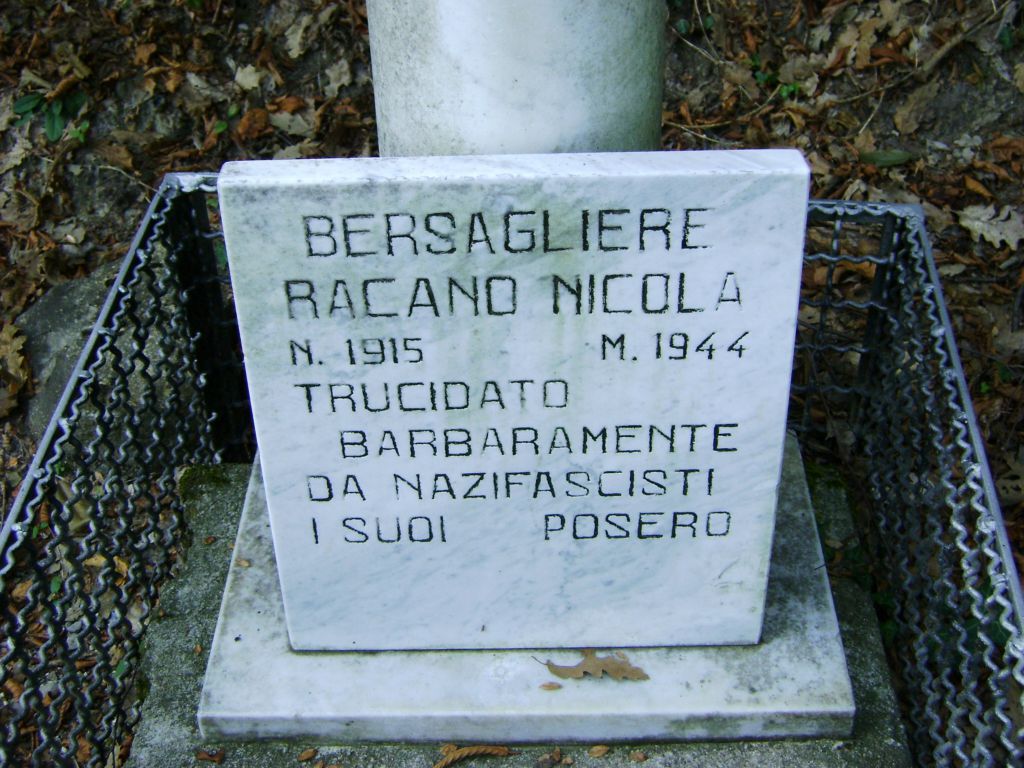 BERSAGLIERE
RACANO NICOLA
N. 1915 M. 1944
TRUCIDATO
BARBARAMENTE
DA NAZIFASCISTI
I SUOI POSERO